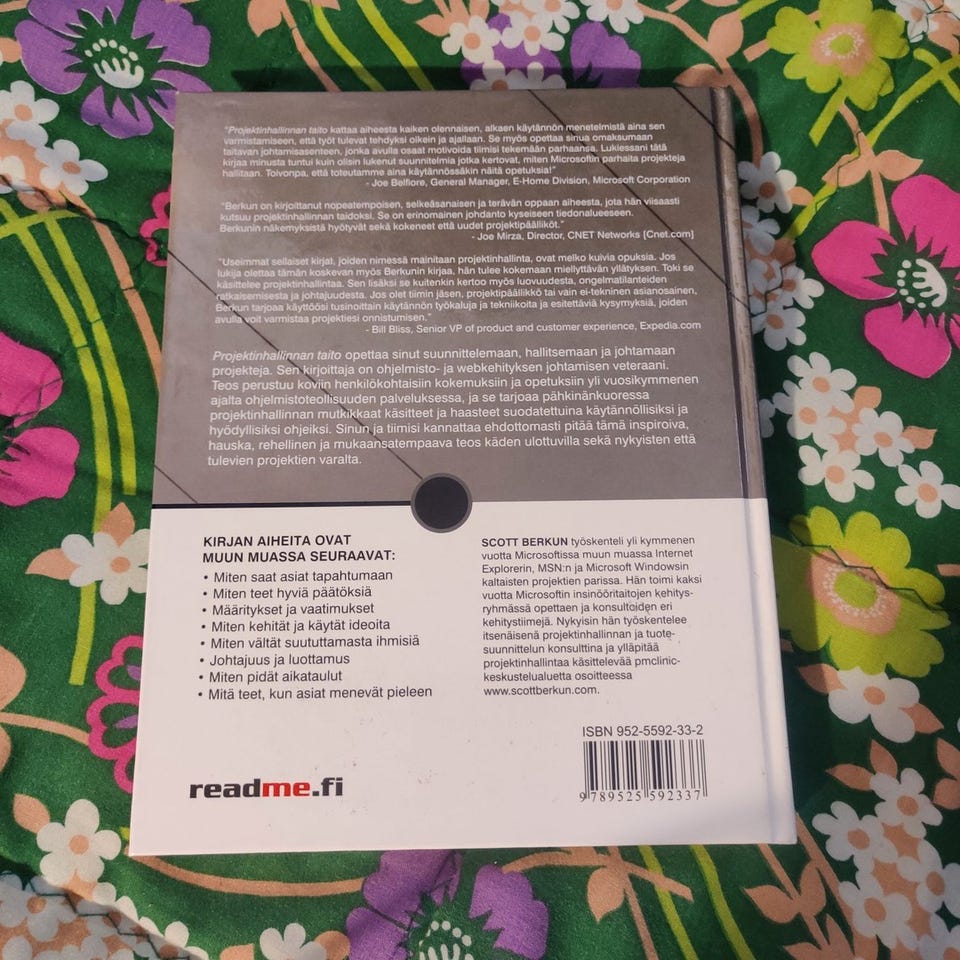 "Projektinhallinnan taito kattaa aiheesta kaiken olennaisen, alkaen käytännön menetelmistä aina sen
varmistamiseen, että työt tulevat tehdyksi oikein ja ajallaan. Se myös opettaa sinua omaksumaan
taitavan johtamisasenteen, jonka avulla osaat motivoida tiimisi tekemään parhaansa. Lukiessani tätä
kirjaa minusta tuntui kuin olisin lukenut suunnitelmia jotka kertovat, miten Microsoftin parhaita projekteja
hallitaan. Toivonpa, että toteutamme aina käytännössäkin näitä opetuksia!"
- Joe Belfiore, General Manager, E-Home Division, Microsoft Corporation
"Berkun on kirjoittanut nopeatempoisen, selkeäsanaisen ja terävän oppaan aiheesta, jota hän viisaasti
kutsuu projektinhallinnan taidoksi. Se on erinomainen johdanto kyseiseen tiedonalueeseen.
Berkunin näkemyksistä hyötyvät sekä kokeneet että uudet projektipäälliköt."
- Joe Mirza, Director, CNET Networks [Cnet.com]
"Useimmat sellaiset kirjat, joiden nimessä mainitaan projektinhallinta, ovat melko kuivia opuksia. Jos
lukija olettaa tämän koskevan myös Berkunin kirjaa, hän tulee kokemaan miellyttävän yllätyksen. Toki se
käsittelee projektinhallintaa. Sen lisäksi se kuitenkin kertoo myös luovuudesta, ongelmatilanteiden
ratkaisemisesta ja johtajuudesta. Jos olet tiimin jäsen, projektipäällikkö tai vain ei-tekninen asianosainen,
Berkun tarjoaa käyttöösi tusinoittain käytännön työkaluja ja tekniikoita ja esitettäviä kysymyksiä, joiden
avulla voit varmistaa projektiesi onnistumisen."
- Bill Bliss, Senior VP of product and customer experience, Expedia.com
Projektinhallinnan taito opettaa sinut suunnittelemaan, hallitsemaan ja johtamaan
projekteja. Sen kirjoittaja on ohjelmisto- ja webkehityksen johtamisen veteraani.
Teos perustuu koviin henkilökohtaisiin kokemuksiin ja opetuksiin yli vuosikymmenen
ajalta ohjelmistoteollisuuden palveluksessa, ja se tarjoaa pähkinänkuoressa
projektinhallinnan mutkikkaat käsitteet ja haasteet suodatettuina käytännöllisiksi ja
hyödyllisiksi ohjeiksi. Sinun ja tiimisi kannattaa ehdottomasti pitää tämä inspiroiva,
hauska, rehellinen ja mukaansatempaava teos käden ulottuvilla sekä nykyisten että
tulevien projektien varalta.
KIRJAN AIHEITA OVAT
MUUN MUASSA SEURAAVAT:
• Miten saat asiat tapahtumaan
• Miten teet hyviä päätöksiä
• Määritykset ja vaatimukset
• Miten kehität ja käytät ideoita
• Miten vältät suututtamasta ihmisiä
• Johtajuus ja luottamus
• Miten pidät aikataulut
• Mitä teet, kun asiat menevät pieleen
SCOTT BERKUN työskenteli yli kymmenen
vuotta Microsoftissa muun muassa Internet
Explorerin, MSN:n ja Microsoft Windowsin
kaltaisten projektien parissa. Hän toimi kaksi
vuotta Microsoftin insinööritaitojen kehitys-
ryhmässä opettaen ja konsultoiden eri
kehitystiimejä. Nykyisin hän työskentelee
itsenäisenä projektinhallinnan ja tuote-
suunnittelun konsulttina ja ylläpitää
projektinhallintaa käsittelevää pmclinic-
keskustelualuetta osoitteessa
www.scottberkun.com.
readme.fi
ISBN 952-5592-33-2
9 789525 592337